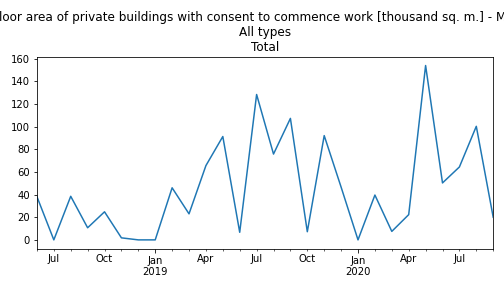 floor area of private buildings with consent to commence work [thousand sq. m.] - M
All types
Total
160
140
120
100
80
60
40
20
0
Jul
Oct
Jan
2019
Apr
Jul
Oct
Jan
2020
Apr
Jul